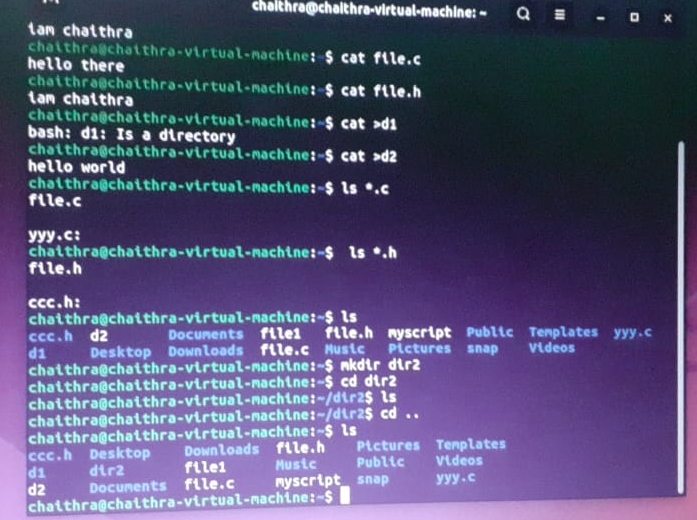 chaithra@chaithra-virtual-machine: ~
iam chaithra
chaithra@chaithra-virtual-machine:~$ cat file.c
hello there
chaithra@chaithra-virtual-machine:~$ cat file.h
iam chaithra
chaithra@chaithra-virtual-machine:~$ cat >d1
bash: d1: Is a directory
chaithra@chaithra-virtual-machine:~$ cat >d2
hello world
chaithra@chaithra-virtual-machine:~$ ls *.c
file.c
yyy.c:
chaithra@chaithra-virtual-machine:~$  ls *.h
file.h
ccc.h:
chaithra@chaithra-virtual-machine:~$ ls
ccc.h  d2  Documents  file1  file.h  myscript  Public  Templates  yyy.c
d1  Desktop  Downloads  file.c  Music  Pictures  snap  Videos
chaithra@chaithra-virtual-machine:~$ mkdir dir2
chaithra@chaithra-virtual-machine:~$ cd dir2
chaithra@chaithra-virtual-machine:~/dir2$ ls
chaithra@chaithra-virtual-machine:~/dir2$ cd ..
chaithra@chaithra-virtual-machine:~$ ls
ccc.h  Desktop  Downloads  file.h  Pictures  Templates
d1  dir2  file1  Music  Public  Videos
d2  Documents  file.c  myscript  snap  yyy.c
chaithra@chaithra-virtual-machine:~$